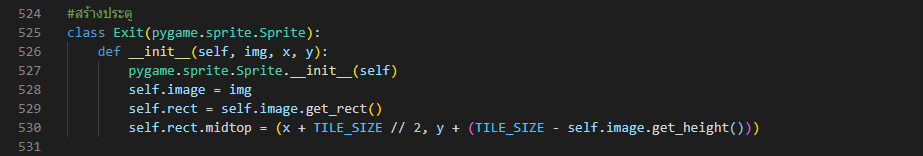 524 #สร้างประตู
525 class Exit(pygame.sprite.Sprite):
526     def __init__(self, img, x, y):
527         pygame.sprite.Sprite.__init__(self)
528         self.image = img
529         self.rect = self.image.get_rect()
530         self.rect.midtop = (x + TILE_SIZE // 2, y + (TILE_SIZE - self.image.get_height()))
531